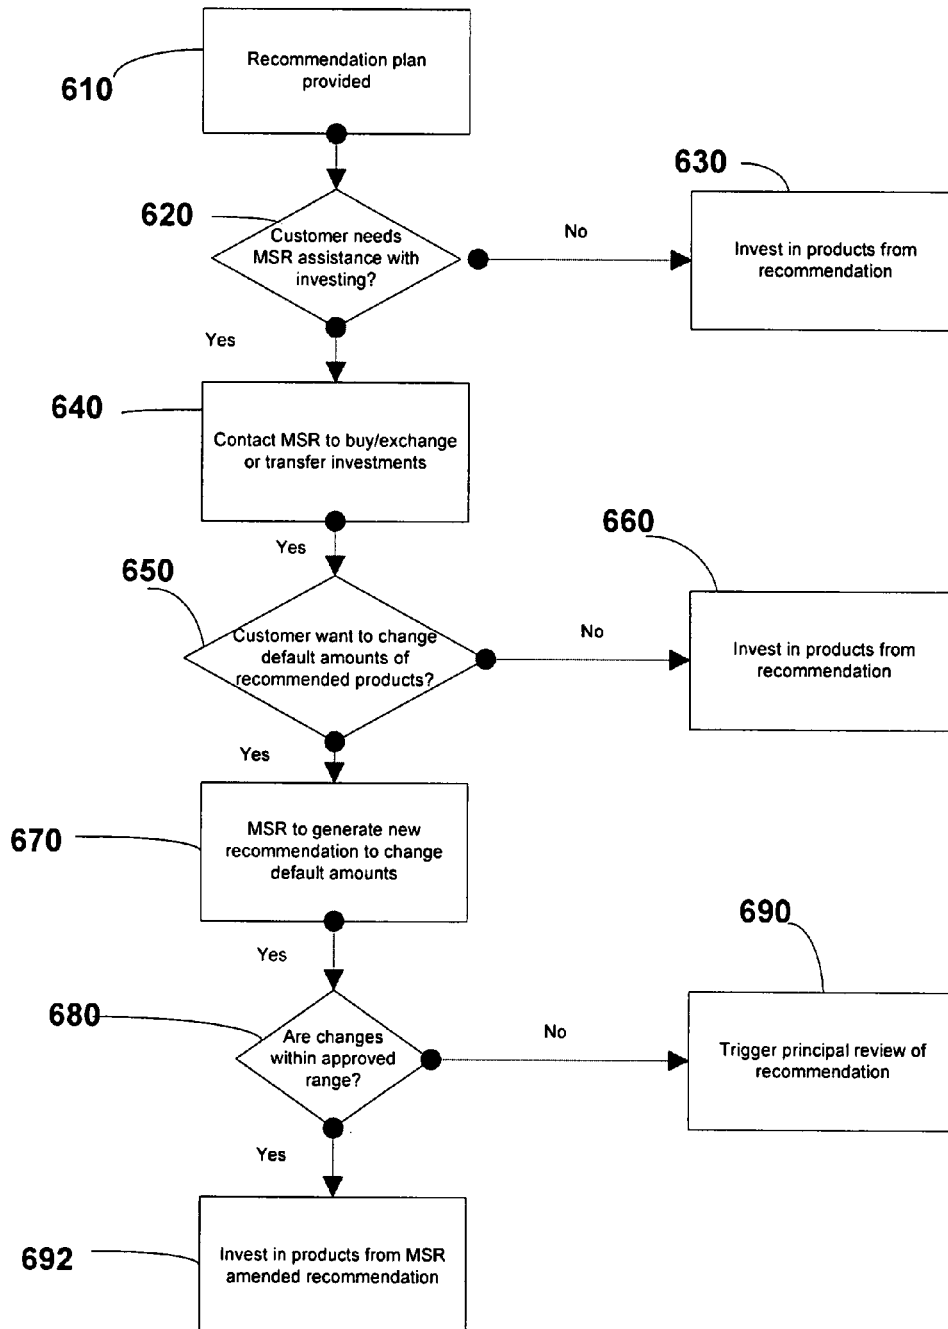 Recommendation plan
provided
610
630
620
Customer needs
MSR assistance with
investing?
No
Invest in products from
recommendation
Yes
640
Contact MSR to buy/exchange
or transfer investments
660
Yes
650
Customer want to change
default amounts of
recommended products?
No
Invest in products from
recommendation
Yes
670
MSR to generate new
recommendation to change
default amounts
690
Yes
680
Are changes
within approved
range?
No
Trigger principal review of
recommendation
Yes
692
Invest in products from MSR
amended recommendation